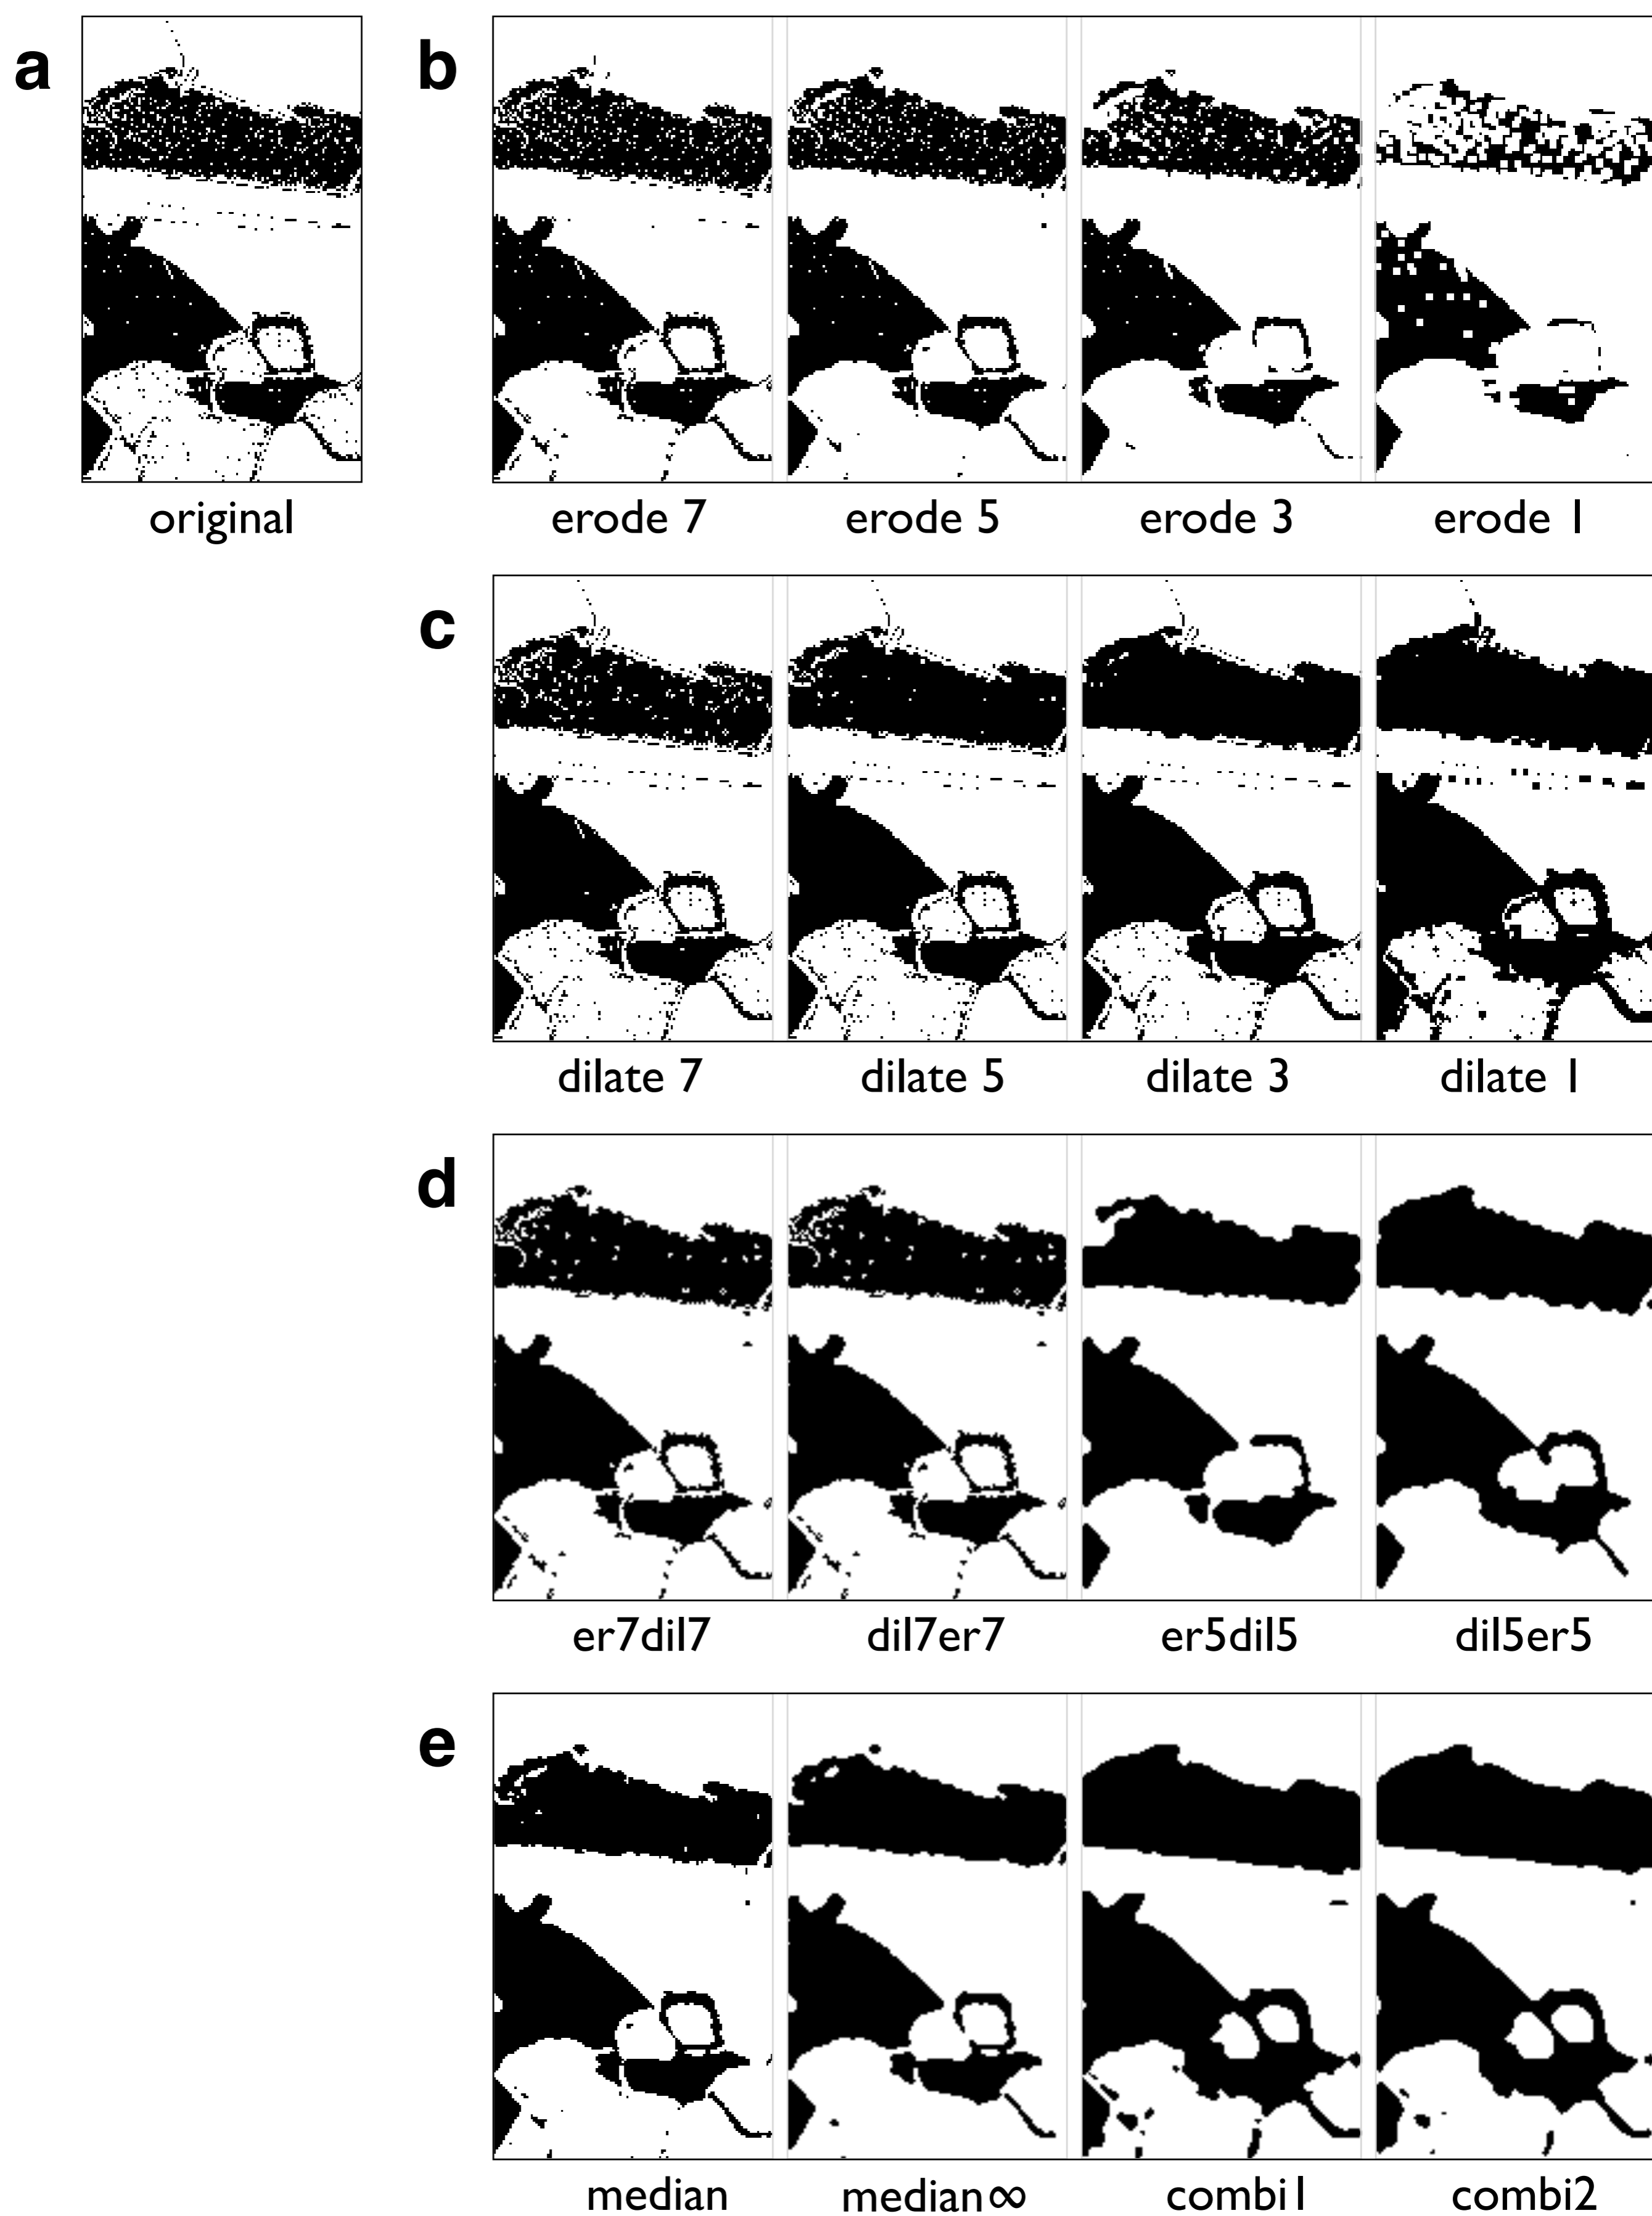 a
b
original
erode 7
erode 5
erode 3
erode 1
c
dilate 7
dilate 5
dilate 3
dilate 1
d
er7dil7
dil7er7
er5dil5
dil5er5
e
median
median∞
combi1
combi2